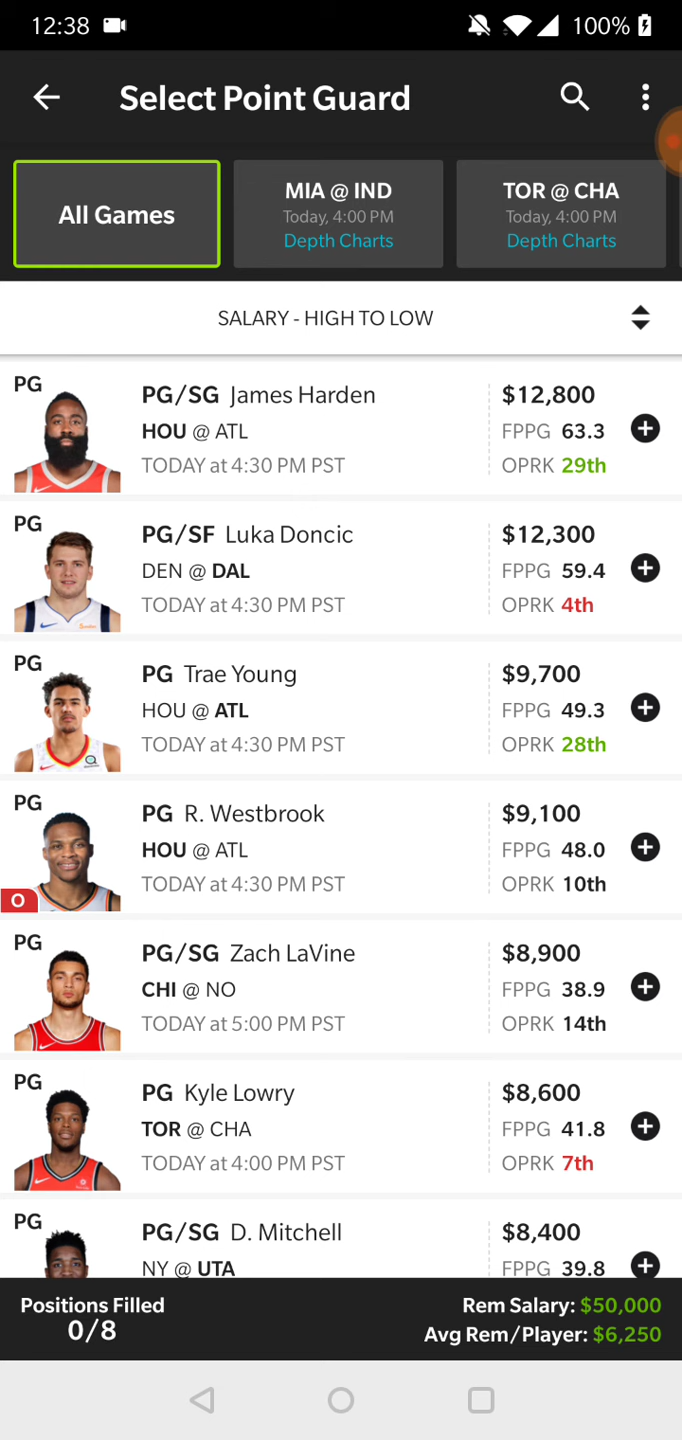 12:38
100%
Select Point Guard
All Games
MIA @ IND
Today, 4:00 PM
Depth Charts
TOR @ CHA
Today, 4:00 PM
Depth Charts
SALARY - HIGH TO LOW
PG
PG/SG James Harden
HOU @ ATL
TODAY at 4:30 PM PST
$12,800
FPPG 63.3
OPRK 29th
PG
PG/SF Luka Doncic
DEN @ DAL
TODAY at 4:30 PM PST
$12,300
FPPG 59.4
OPRK 4th
PG
PG Trae Young
HOU @ ATL
TODAY at 4:30 PM PST
$9,700
FPPG 49.3
OPRK 28th
PG
O
PG R. Westbrook
HOU @ ATL
TODAY at 4:30 PM PST
$9,100
FPPG 48.0
OPRK 10th
PG
PG/SG Zach LaVine
CHI @ NO
TODAY at 5:00 PM PST
$8,900
FPPG 38.9
OPRK 14th
PG
PG Kyle Lowry
TOR @ CHA
TODAY at 4:00 PM PST
$8,600
FPPG 41.8
OPRK 7th
PG
PG/SG D. Mitchell
NY @ UTA
$8,400
FPPG 39.8
Positions Filled
0/8
Rem Salary: $50,000
Avg Rem/Player: $6,250